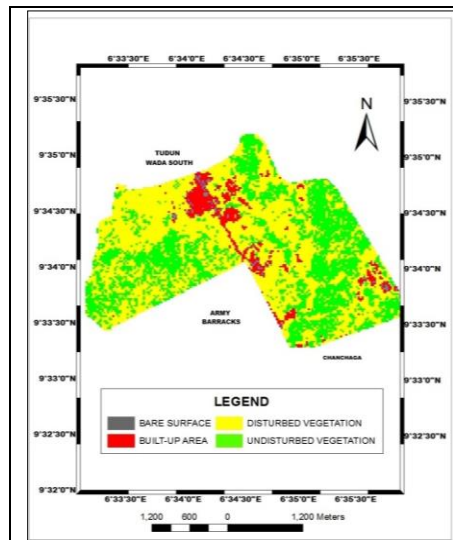 6°33'30"E 6°34'0"E 6°34'30"E 6°35'0"E 6°35'30"E
N
9°35'30"N 9°35'30"N
TUDUN
WADA SOUTH
9°35'0"N 9°35'0"N
9°34'30"N 9°34'30"N
9°34'0"N 9°34'0"N
ARMY
BARRACKS
9°33'30"N 9°33'30"N
CHANCHAGA
9°33'0"N 9°33'0"N
LEGEND
BARE SURFACE DISTURBED VEGETATION
BUILT-UP AREA UNDISTURBED VEGETATION
9°32'30"N 9°32'30"N
9°32'0"N 9°32'0"N
6°33'30"E 6°34'0"E 6°34'30"E 6°35'0"E 6°35'30"E
1,200 600 0 1,200 Meters